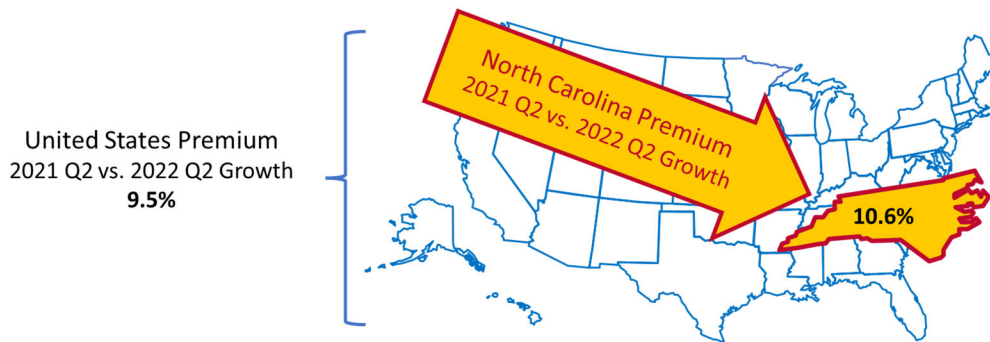 United States Premium
2021 Q2 vs. 2022 Q2 Growth
9.5%
North Carolina Premium
2021 Q2 vs. 2022 Q2 Growth
10.6%